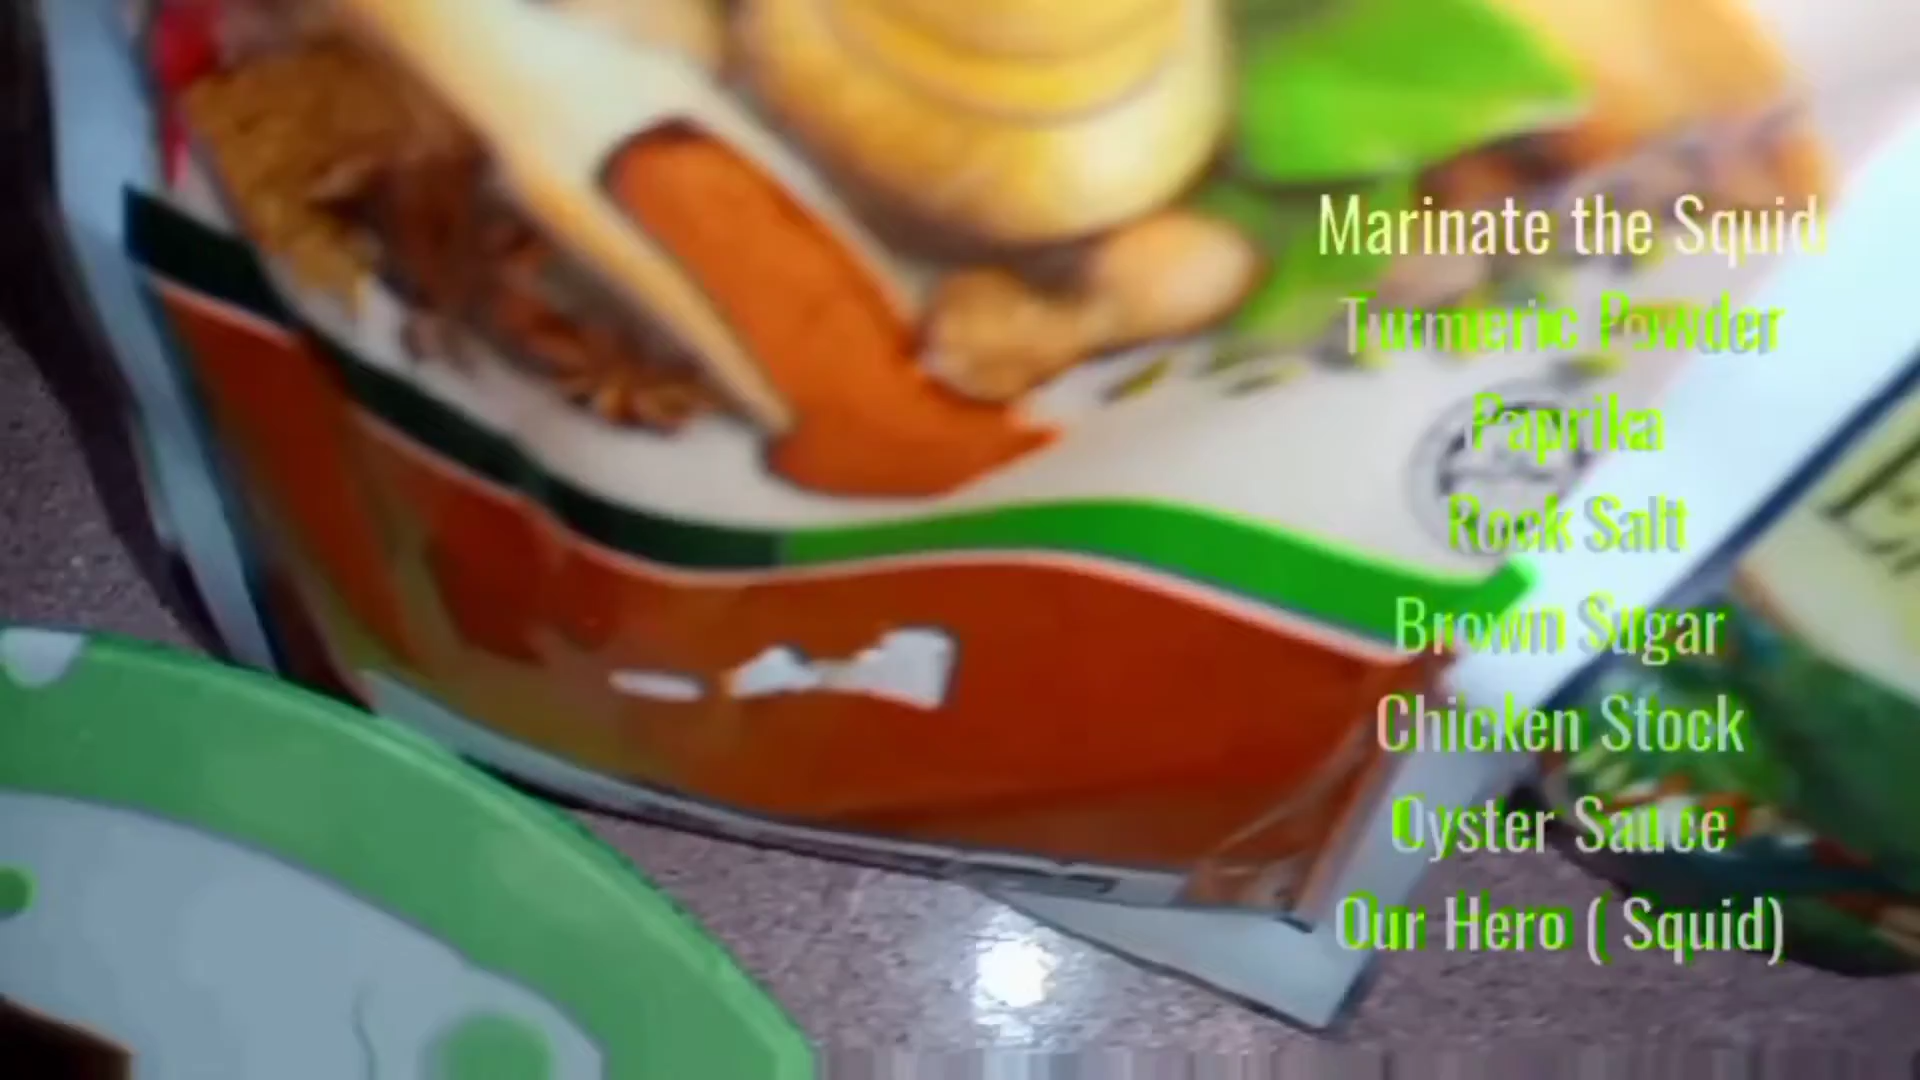 Marinate the Squid
Turmeric Powder
Paprika
Rock Salt
Brown Sugar
Chicken Stock
Oyster Sauce
Our Hero ( Squid)